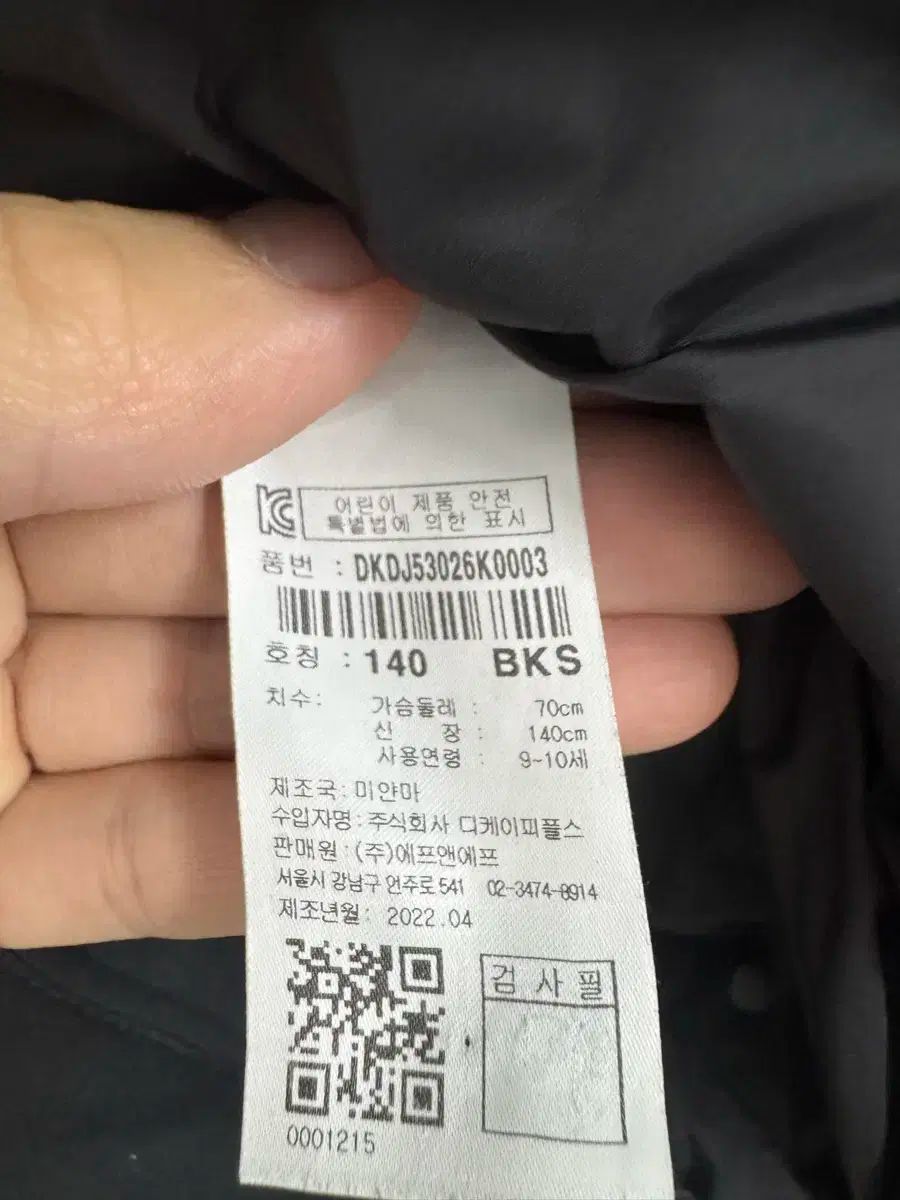 KC 어린이 제품 안전
특별법에 의한 표시
품번 : DKDJ53026K0003
호칭 : 140 BKS
치수: 가슴둘레 : 70cm
신 장 : 140cm
사용연령 : 9~10세
제조국: 미얀마
수입자명: 주식회사 디케이피플스
판매원 : (주)에프앤에프
서울시 강남구 언주로 541 02-3474-8914
제조년월: 2022.04
검 사 필
0001215